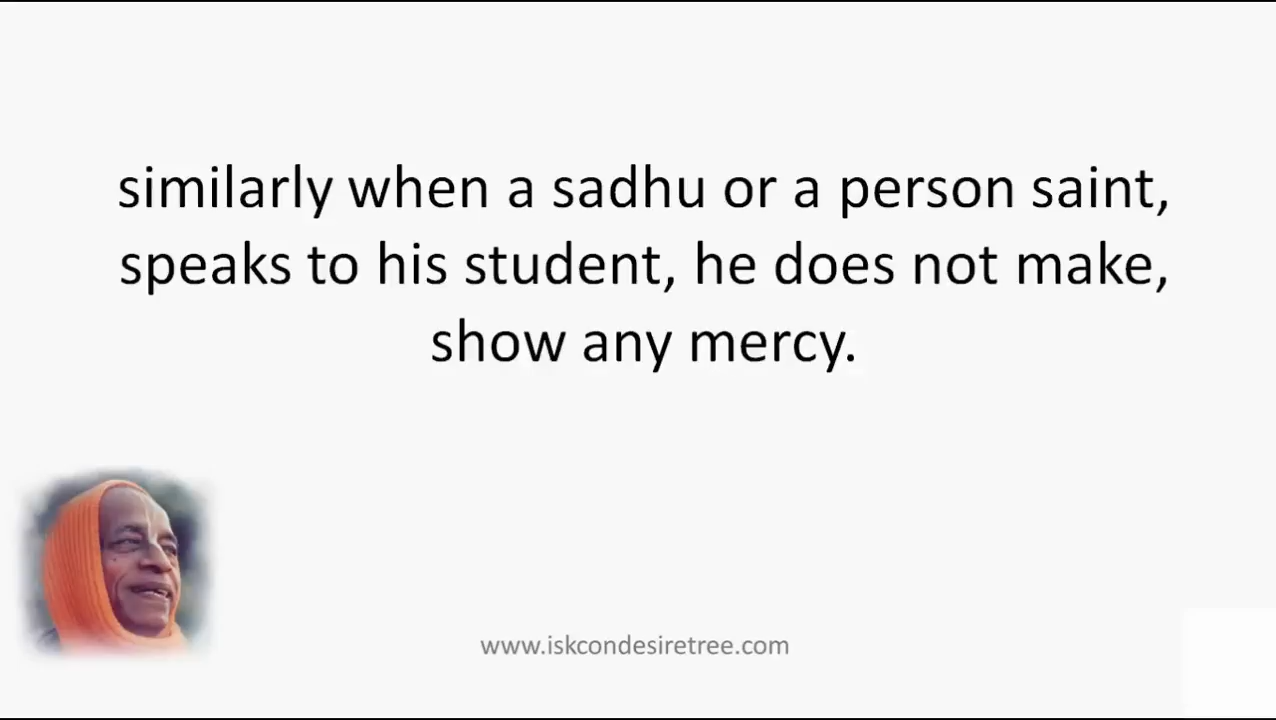 similarly when a sadhu or a person saint,
speaks to his student, he does not make,
show any mercy.
www.iskcondesiretree.com